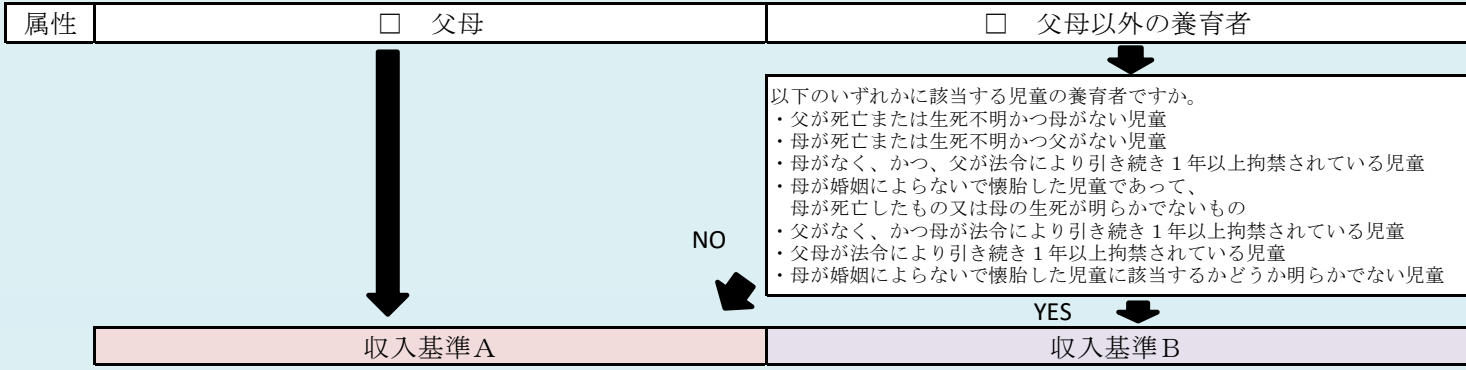 属性
□ 父母
□ 父母以外の養育者
以下のいずれかに該当する児童の養育者ですか。
・父が死亡または生死不明かつ母がない児童
・母が死亡または生死不明かつ父がない児童
・母がなく、かつ、父が法令により引き続き１年以上拘禁されている児童
・母が婚姻によらないで懐胎した児童であって、
母が死亡したもの又は母の生死が明らかでないもの
・父がなく、かつ母が法令により引き続き１年以上拘禁されている児童
・父母が法令により引き続き１年以上拘禁されている児童
・母が婚姻によらないで懐胎した児童に該当するかどうか明らかでない児童
NO
YES
収入基準Ａ
収入基準Ｂ